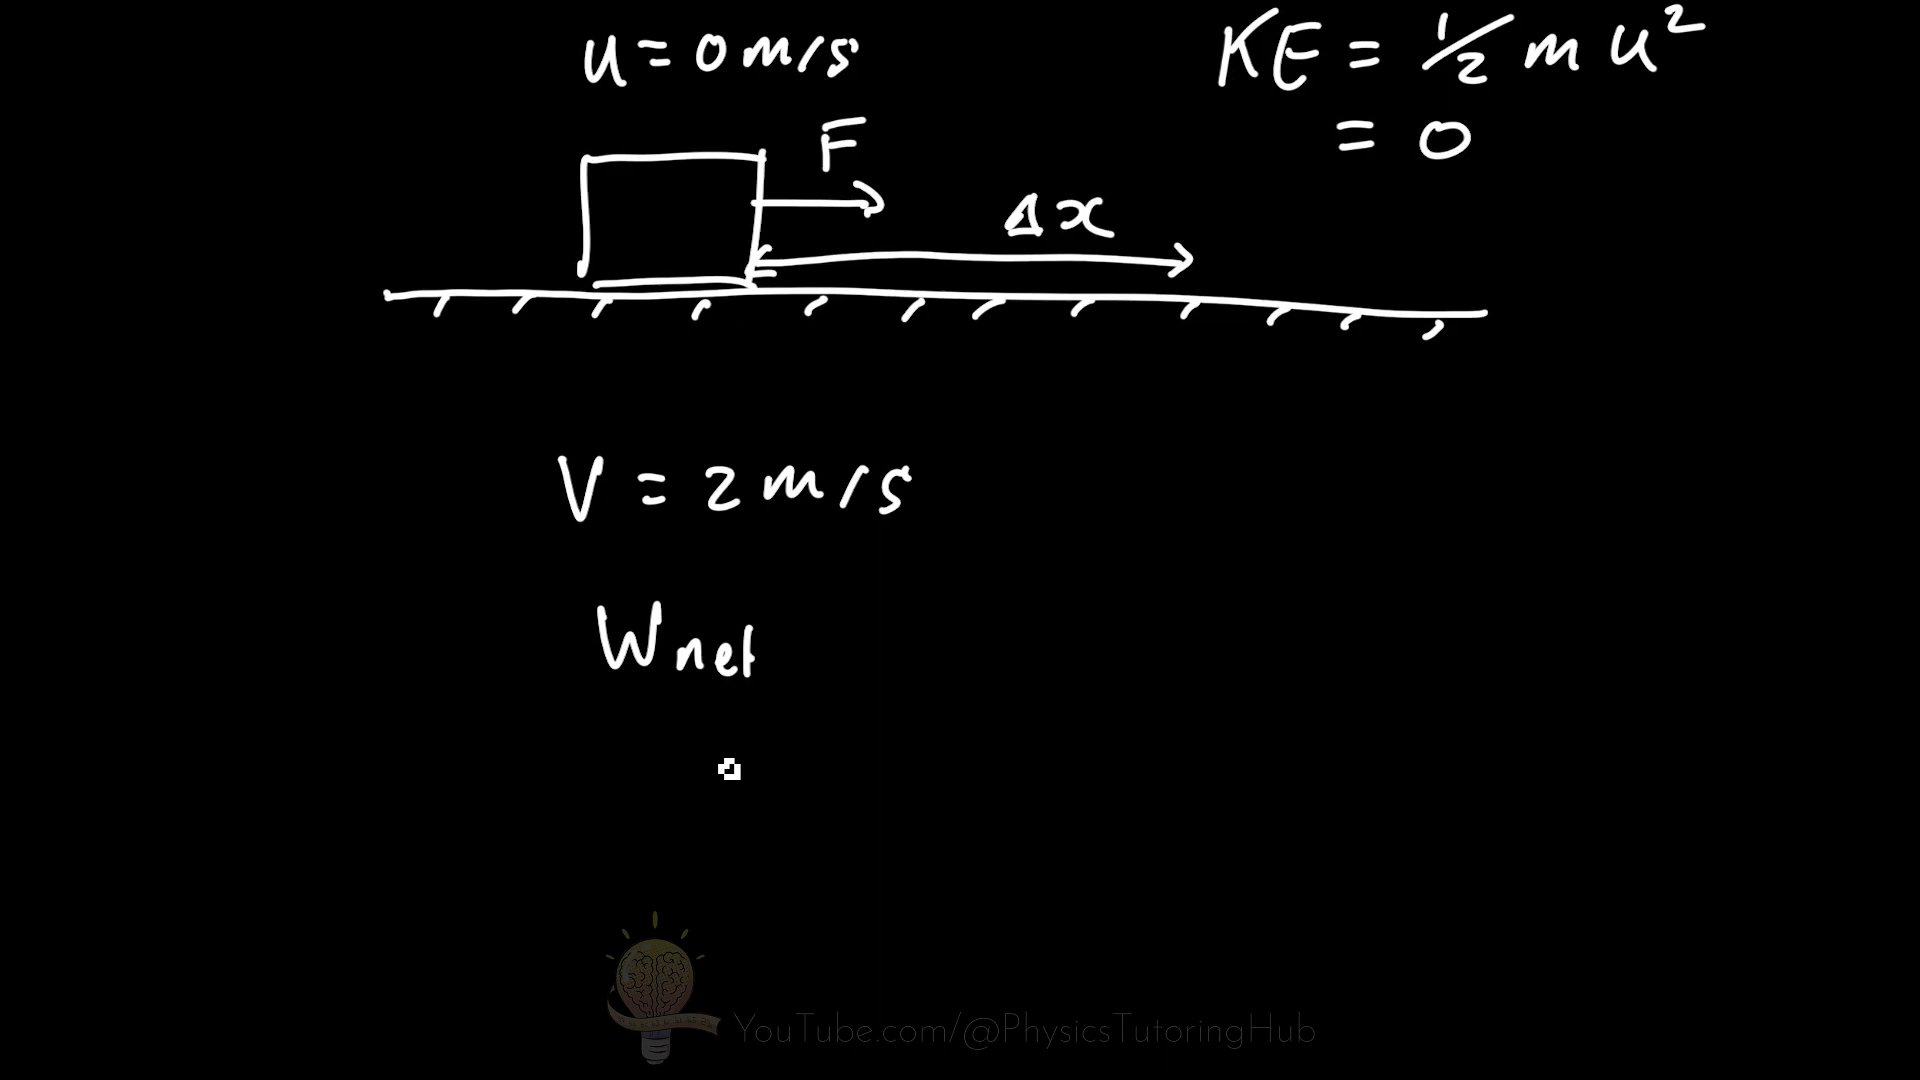 u = 0 m/s
KE = 1/2 m u²
= 0
F
Δx
V = 2 m/s
Wnet
YouTube.com/@PhysicsTutoringHub